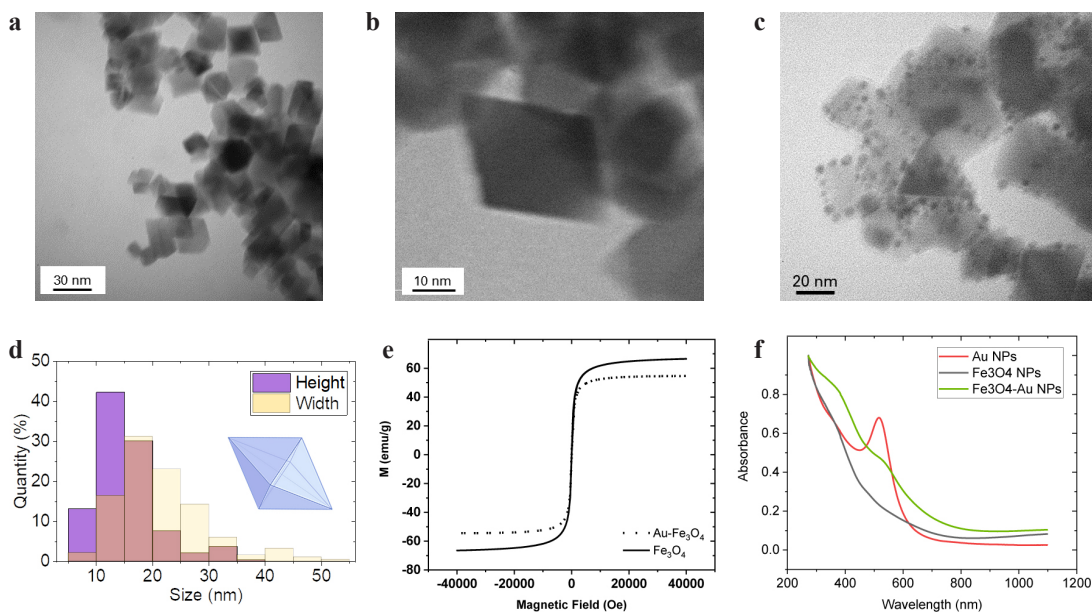 a
30 nm
b
10 nm
c
20 nm
d
Quantity (%)
50
40
30
20
10
0
Height
Width
10 20 30 40 50
Size (nm)
e
M (emu/g)
80
60
40
20
0
-20
-40
-60
-80
Au-Fe₃O₄
Fe₃O₄
-40000 -20000 0 20000 40000
Magnetic Field (Oe)
f
Absorbance
1.0
0.8
0.6
0.4
0.2
0.0
Au NPs
Fe3O4 NPs
Fe3O4-Au NPs
200 400 600 800 1000 1200
Wavelength (nm)